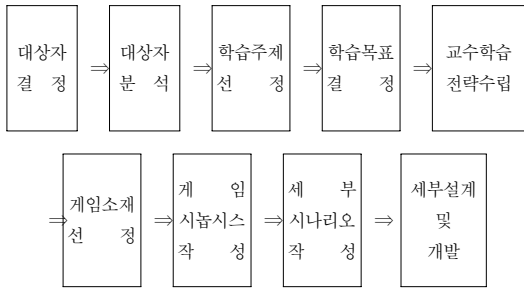 대상자
결 정
⇒
대상자
분 석
⇒
학습주제
선 정
⇒
학습목표
결 정
⇒
교수학습
전략수립
⇒
게임소재
선 정
⇒
게 임
시놉시스
작 성
⇒
세 부
시나리오
작 성
⇒
세부설계
및
개발